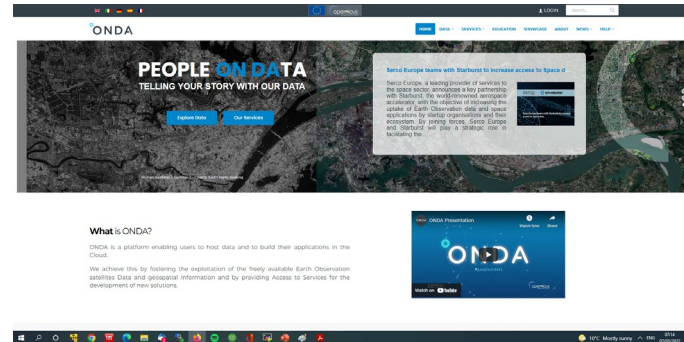 opernicus
LOGIN
Search...
ONDA
HOME DATA SERVICES EDUCATION SHOWCASE ABOUT NEWS HELP
PEOPLE ON DATA
TELLING YOUR STORY WITH OUR DATA
Explore Data Our Services
Serco Europe teams with Starburst to increase access to Space d
Serco Europe, a leading provider of services to
the space sector, announces a key partnership
with Starburst, the world-renowned aerospace
accelerator, with the objective of increasing the
uptake of Earth Observation data and space
applications by startup organisations and their
ecosystem. By joining forces, Serco Europe
and Starburst will play a strategic role in
facilitating the
What is ONDA?
ONDA is a platform enabling users to host data and to build their applications in the
Cloud.
We achieve this by fostering the exploitation of the freely available Earth Observation
satellites Data and geospatial Information and by providing Access to Services for the
development of new solutions.
ONDA Presentation
Watch later Share
ONDA
Watch on YouTube
10°C Mostly sunny ENG
07:14